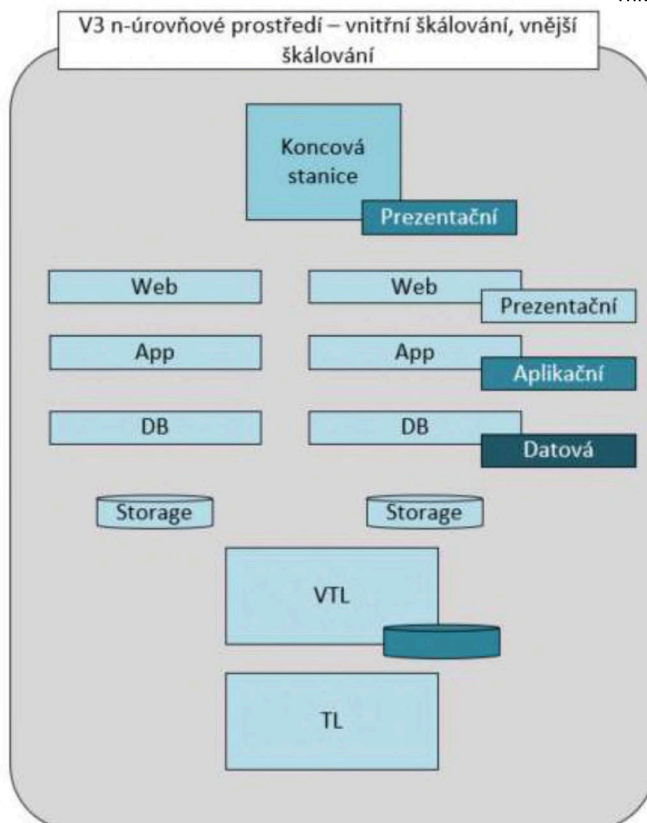 V3 n-úrovňové prostředí – vnitřní škálování, vnější
škálování
Koncová
stanice
Prezentační
Web
Web
Prezentační
App
App
Aplikační
DB
DB
Datová
Storage
Storage
VTL
TL